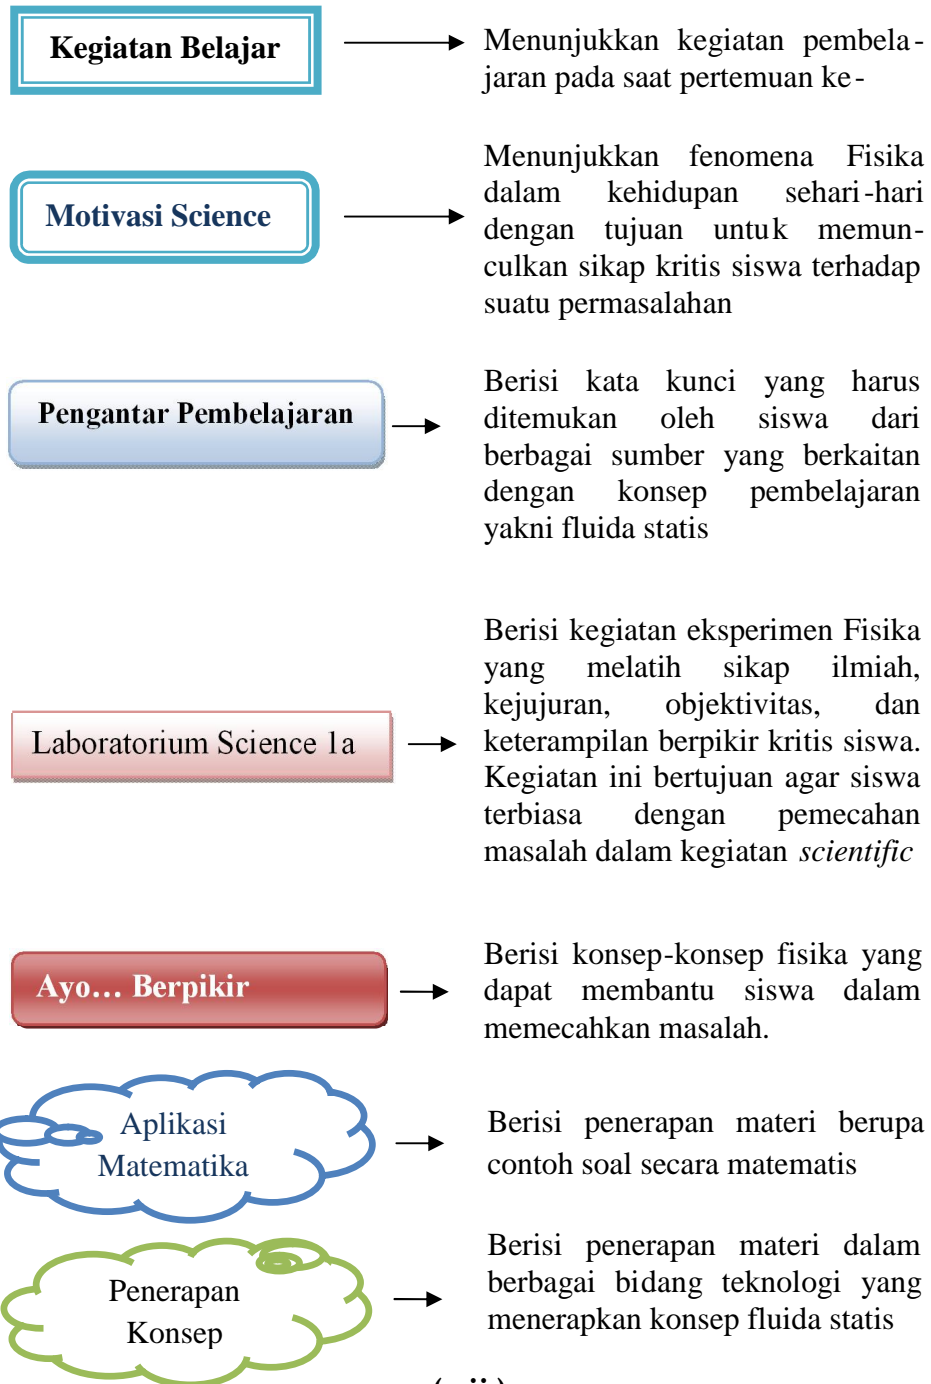 Kegiatan Belajar
Menunjukkan kegiatan pembela-
jaran pada saat pertemuan ke-
Motivasi Science
Menunjukkan fenomena Fisika
dalam kehidupan sehari-hari
dengan tujuan untuk memun-
culkan sikap kritis siswa terhadap
suatu permasalahan
Pengantar Pembelajaran
Berisi kata kunci yang harus
ditemukan oleh siswa dari
berbagai sumber yang berkaitan
dengan konsep pembelajaran
yakni fluida statis
Laboratorium Science 1a
Berisi kegiatan eksperimen Fisika
yang melatih sikap ilmiah,
kejujuran, objektivitas, dan
keterampilan berpikir kritis siswa.
Kegiatan ini bertujuan agar siswa
terbiasa dengan pemecahan
masalah dalam kegiatan scientific
Ayo... Berpikir
Berisi konsep-konsep fisika yang
dapat membantu siswa dalam
memecahkan masalah.
Aplikasi
Matematika
Berisi penerapan materi berupa
contoh soal secara matematis
Penerapan
Konsep
Berisi penerapan materi dalam
berbagai bidang teknologi yang
menerapkan konsep fluida statis